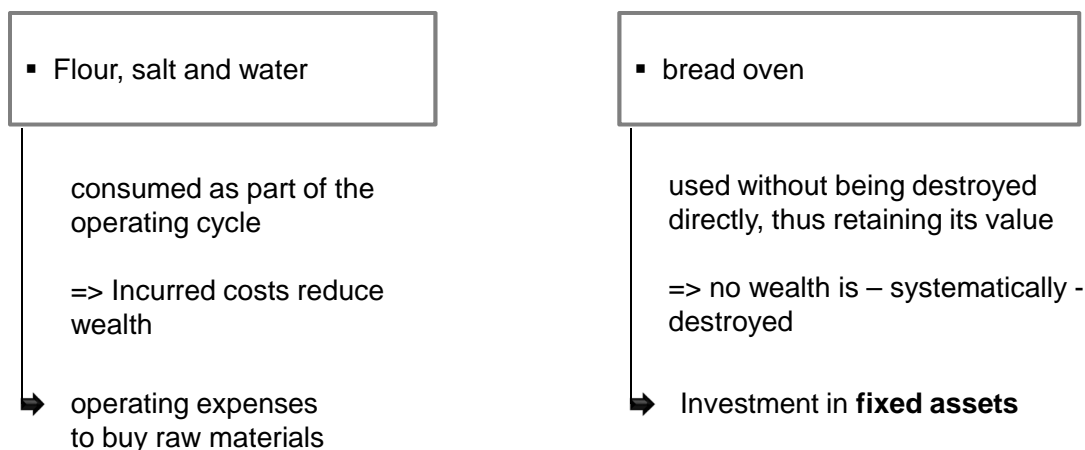 ▪ Flour, salt and water
consumed as part of the
operating cycle
=> Incurred costs reduce
wealth
operating expenses
to buy raw materials
▪ bread oven
used without being destroyed
directly, thus retaining its value
=> no wealth is – systematically -
destroyed
Investment in fixed assets